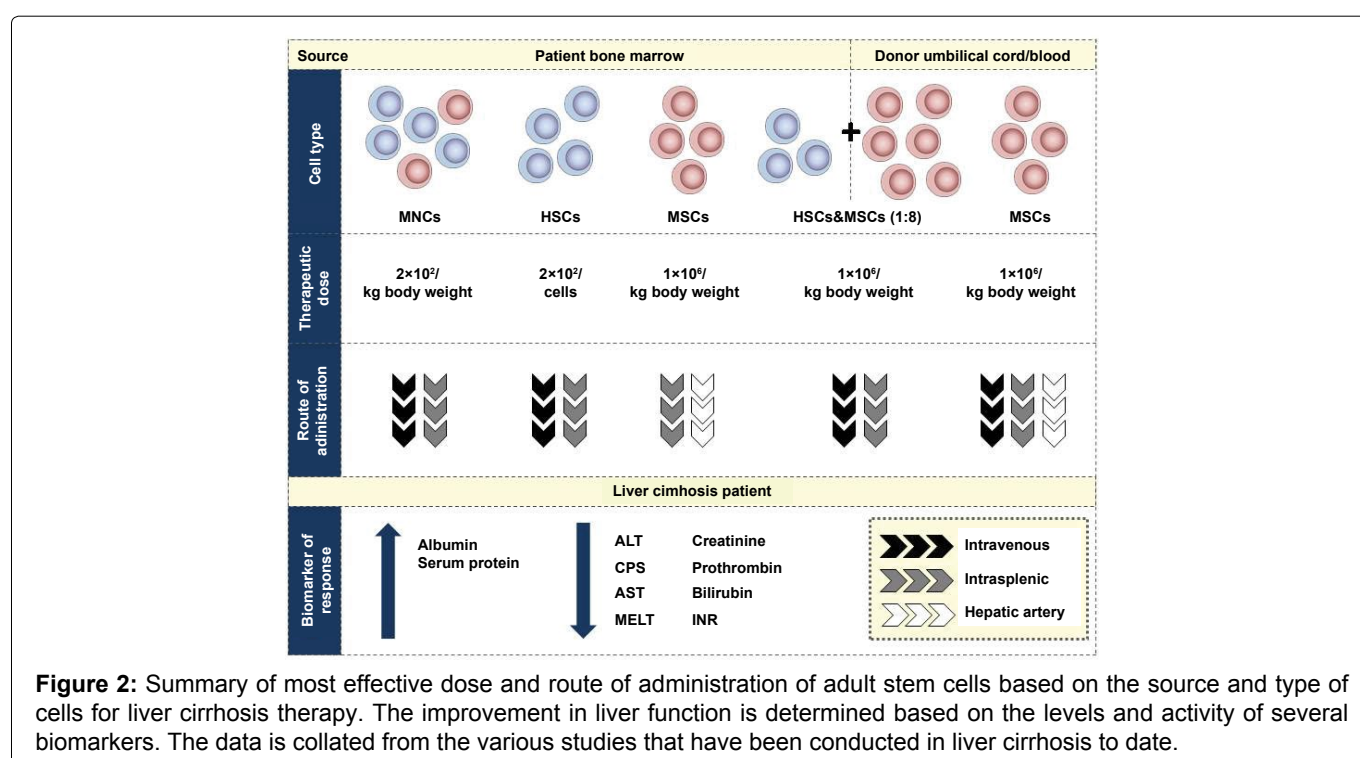 Source Patient bone marrow Donor umbilical cord/blood
Cell type
+
MNCs HSCs MSCs HSCs&MSCs (1:8) MSCs
Therapeutic
dose
2×10²/
kg body weight
2×10²/
cells
1×10⁶/
kg body weight
1×10⁶/
kg body weight
1×10⁶/
kg body weight
Route of
adinistration
Liver cimhosis patient
Biomarker of
response
Albumin
Serum protein
ALT Creatinine
CPS Prothrombin
AST Bilirubin
MELT INR
Intravenous
Intrasplenic
Hepatic artery
Figure 2: Summary of most effective dose and route of administration of adult stem cells based on the source and type of
cells for liver cirrhosis therapy. The improvement in liver function is determined based on the levels and activity of several
biomarkers. The data is collated from the various studies that have been conducted in liver cirrhosis to date.